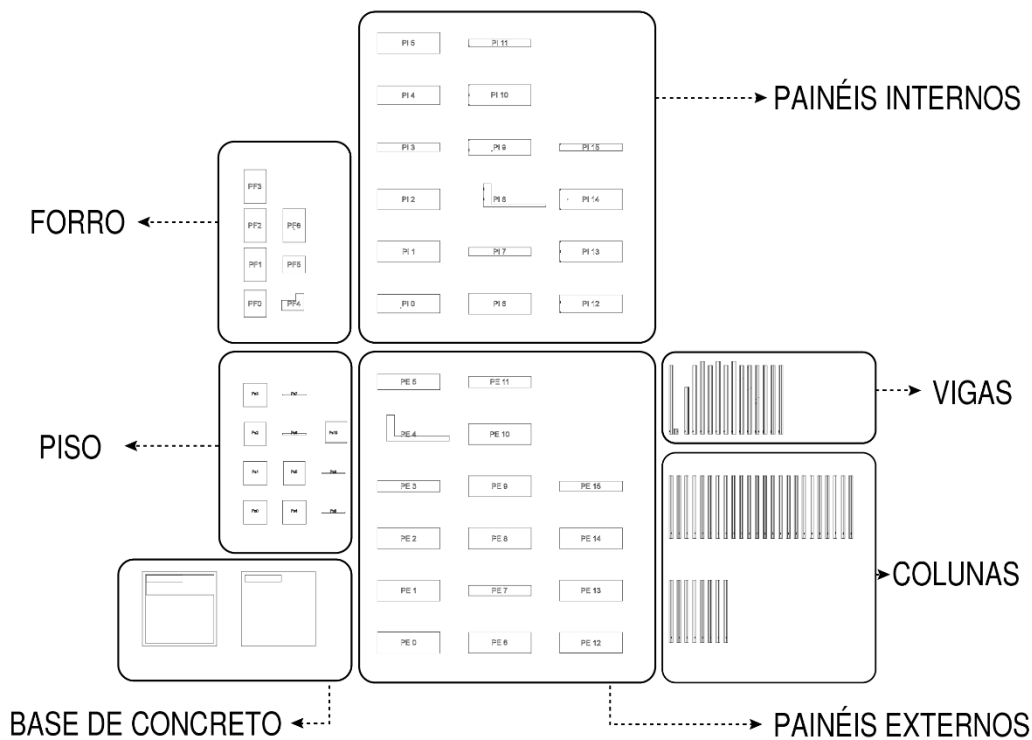 PI 5 PI 11
PI 4 PI 10
PAINÉIS INTERNOS
PI 3 PI 9 PI 15
PI 2 PI 8 PI 14
PI 1 PI 7 PI 13
PI 0 PI 6 PI 12
PF3
FORRO
PF2 PF6
PF1 PF5
PF0 PF4
PE 5 PE 11
PE 4 PE 10
PE 3 PE 9 PE 15
PE 2 PE 8 PE 14
PE 1 PE 7 PE 13
PE 0 PE 6 PE 12
PISO
VIGAS
COLUNAS
BASE DE CONCRETO
PAINÉIS EXTERNOS